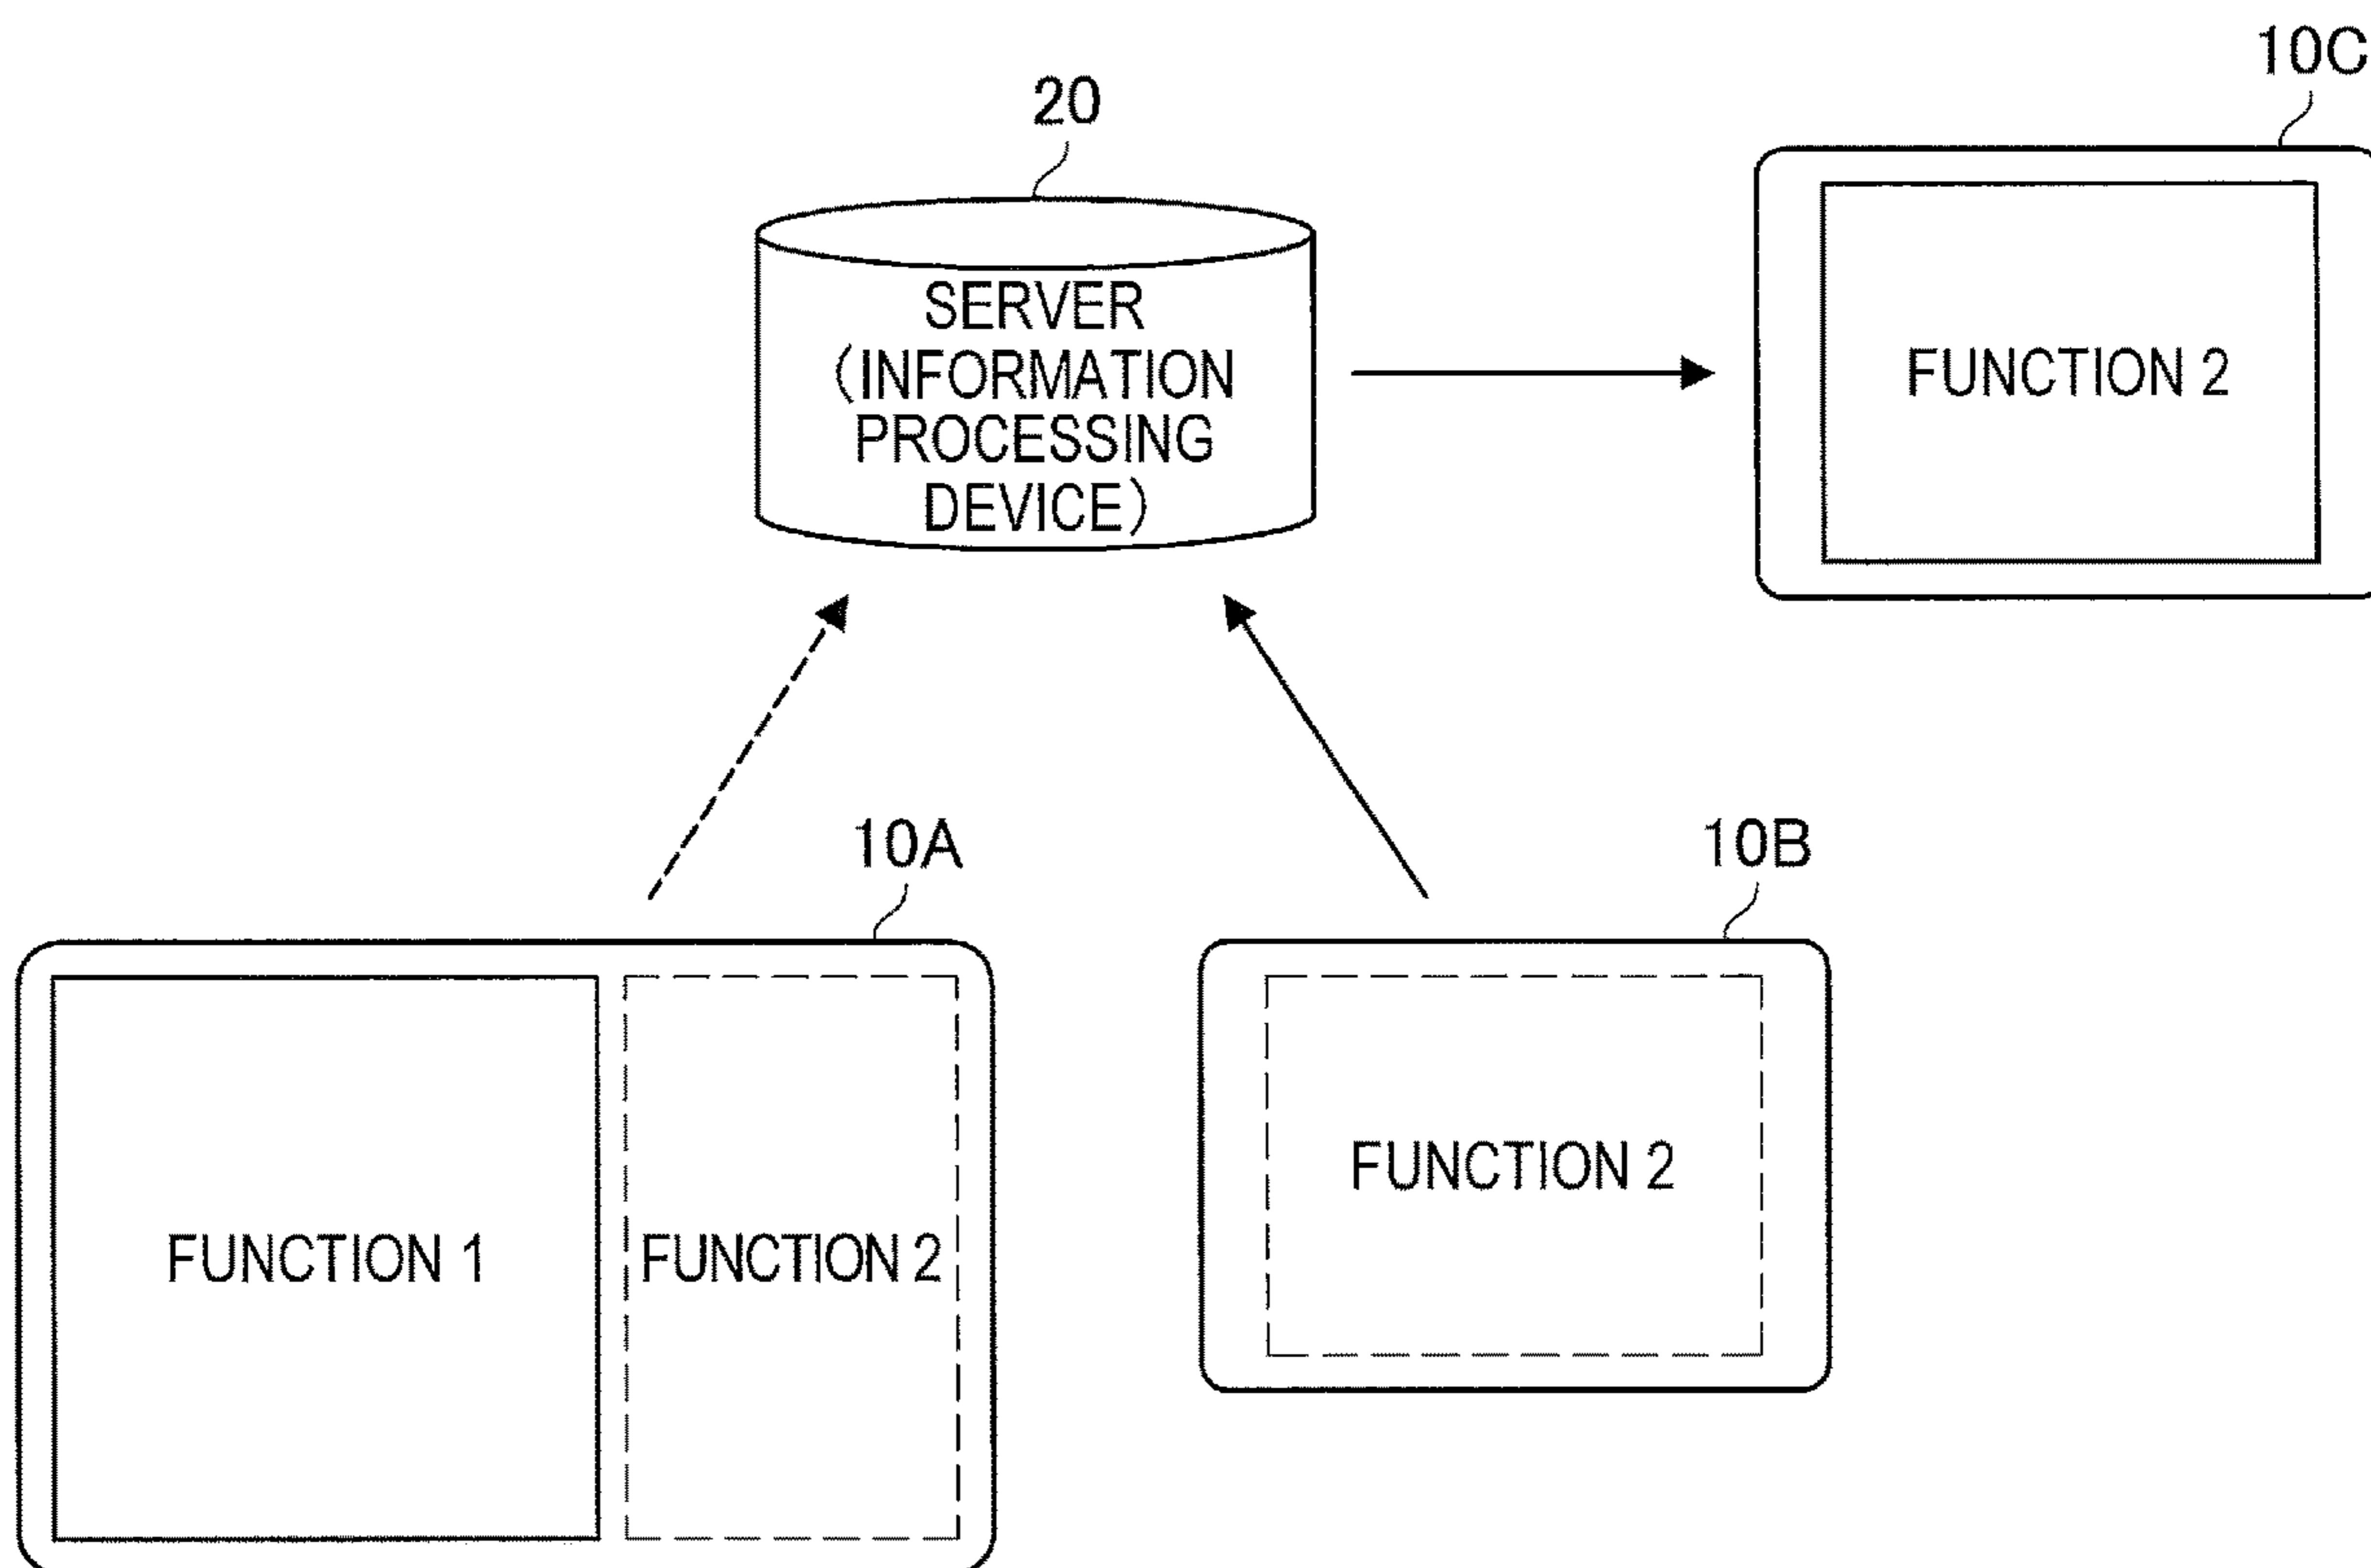 10C
20
SERVER
(INFORMATION
PROCESSING
DEVICE)
FUNCTION 2
10A
10B
FUNCTION 1
FUNCTION 2
FUNCTION 2